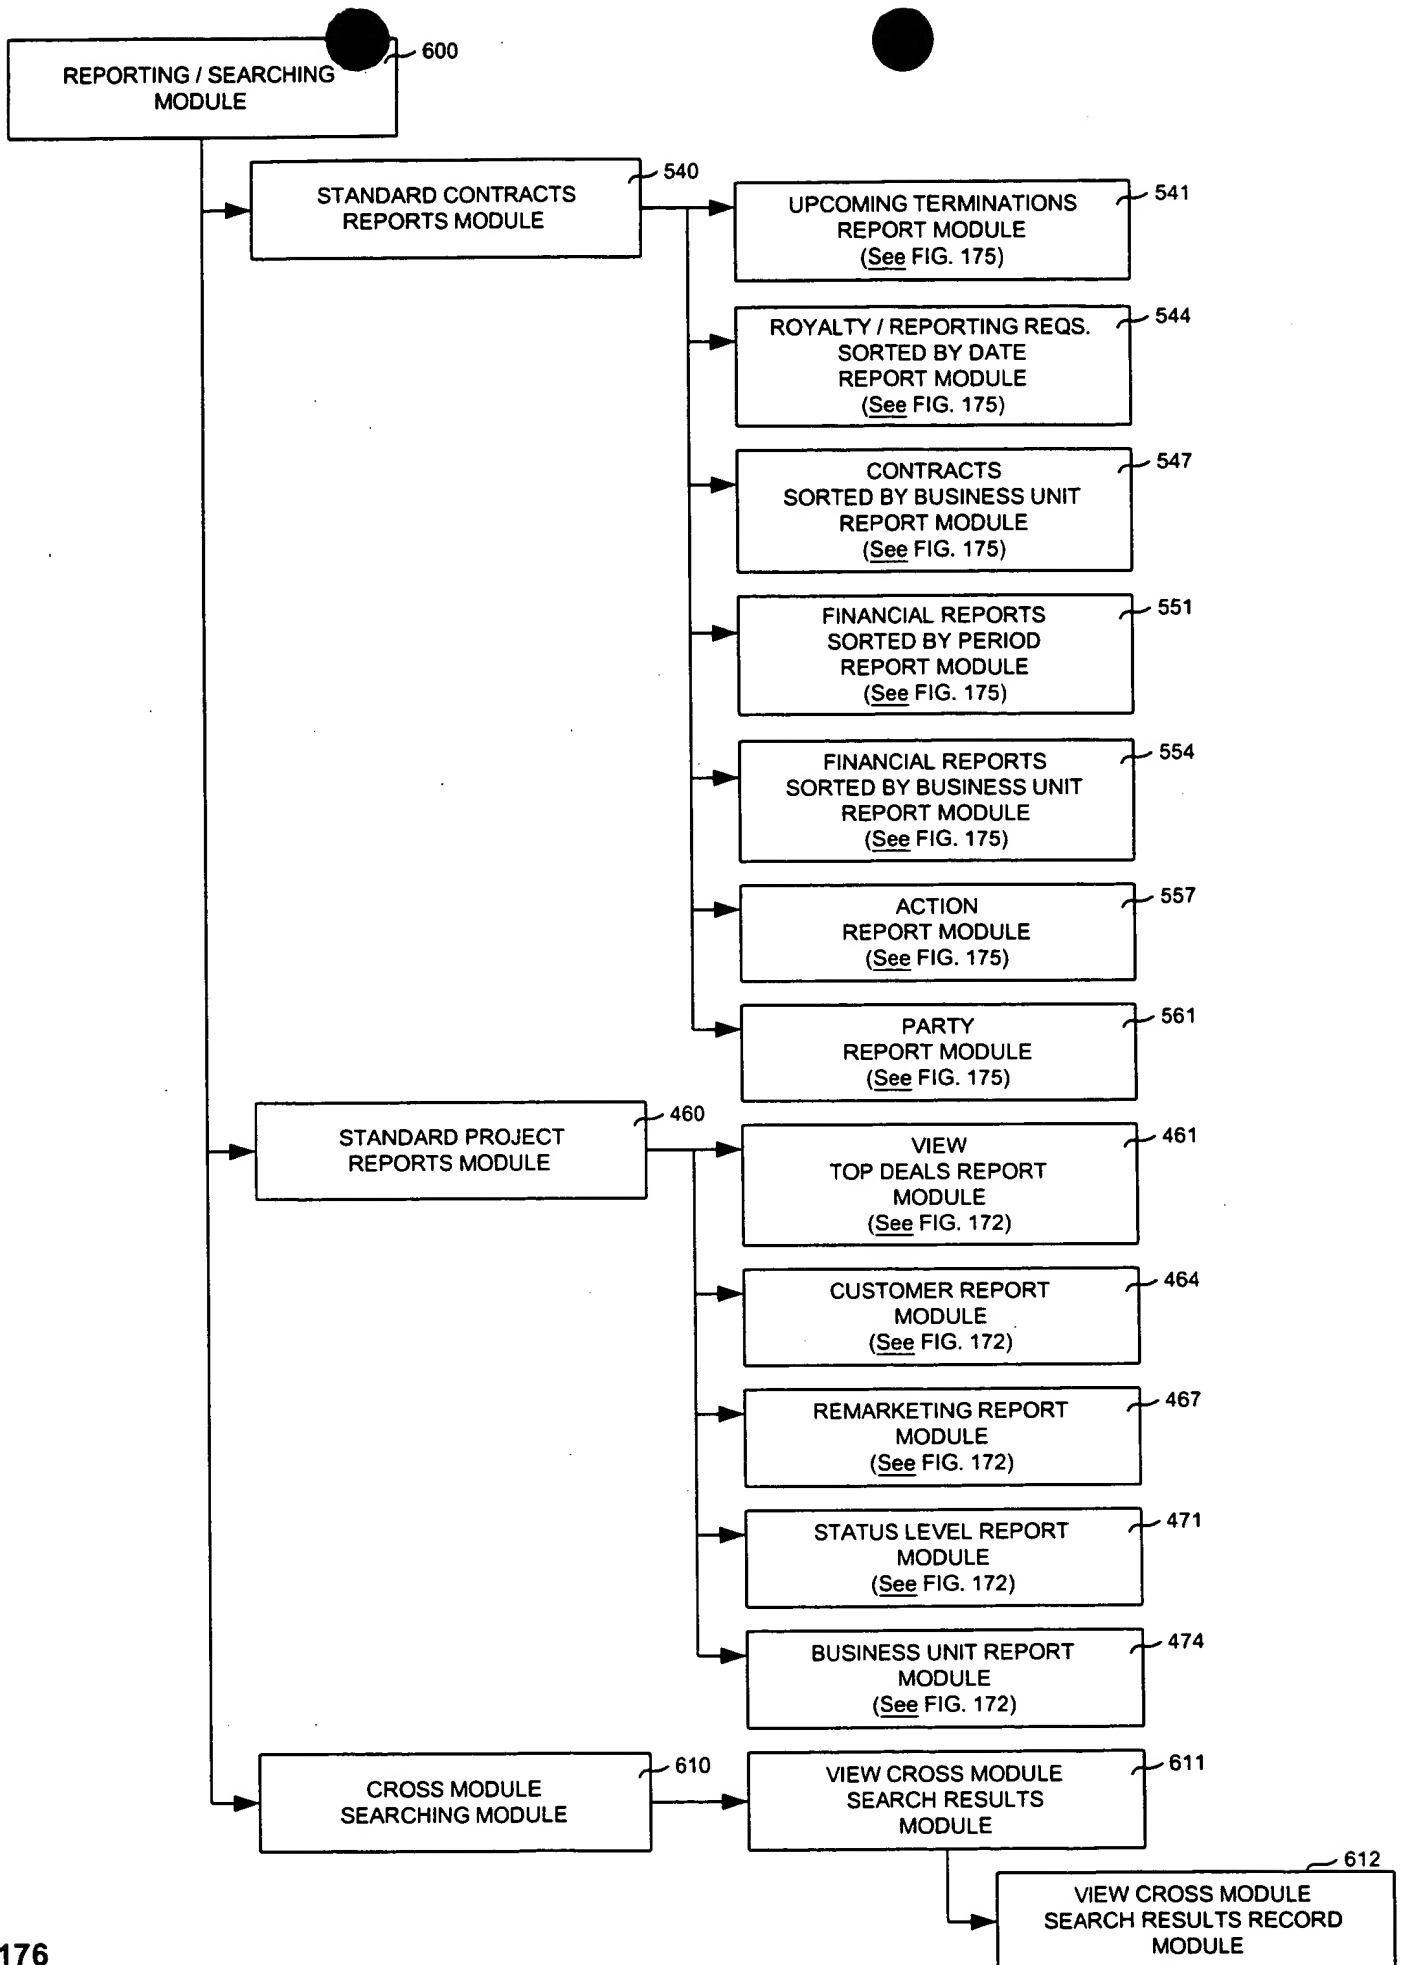 600
REPORTING / SEARCHING
MODULE
540
STANDARD CONTRACTS
REPORTS MODULE
541
UPCOMING TERMINATIONS
REPORT MODULE
(See FIG. 175)
544
ROYALTY / REPORTING REQS.
SORTED BY DATE
REPORT MODULE
(See FIG. 175)
547
CONTRACTS
SORTED BY BUSINESS UNIT
REPORT MODULE
(See FIG. 175)
551
FINANCIAL REPORTS
SORTED BY PERIOD
REPORT MODULE
(See FIG. 175)
554
FINANCIAL REPORTS
SORTED BY BUSINESS UNIT
REPORT MODULE
(See FIG. 175)
557
ACTION
REPORT MODULE
(See FIG. 175)
561
PARTY
REPORT MODULE
(See FIG. 175)
460
STANDARD PROJECT
REPORTS MODULE
461
VIEW
TOP DEALS REPORT
MODULE
(See FIG. 172)
464
CUSTOMER REPORT
MODULE
(See FIG. 172)
467
REMARKETING REPORT
MODULE
(See FIG. 172)
471
STATUS LEVEL REPORT
MODULE
(See FIG. 172)
474
BUSINESS UNIT REPORT
MODULE
(See FIG. 172)
610
CROSS MODULE
SEARCHING MODULE
611
VIEW CROSS MODULE
SEARCH RESULTS
MODULE
612
VIEW CROSS MODULE
SEARCH RESULTS RECORD
MODULE
176